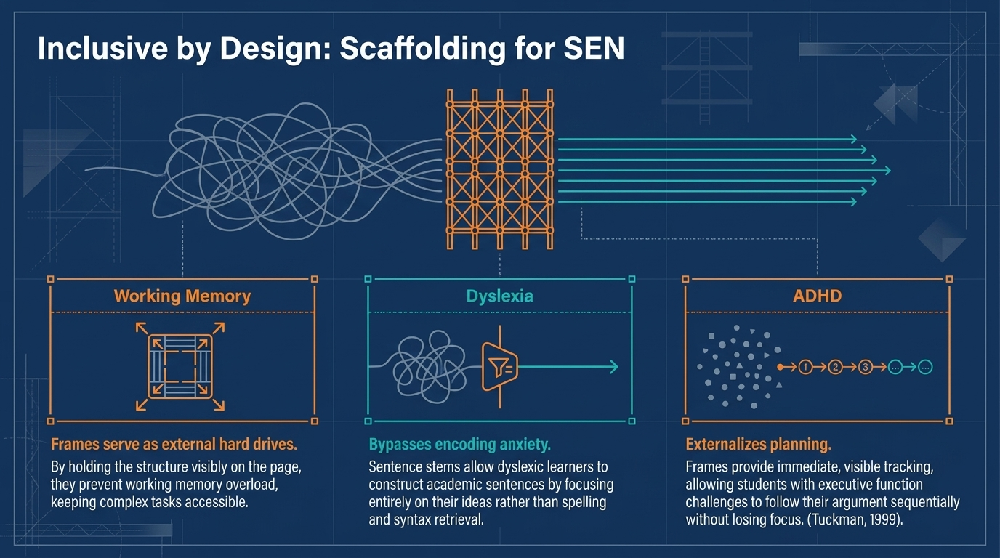 Inclusive by Design: Scaffolding for SEN
Working Memory
Frames serve as external hard drives.
By holding the structure visibly on the page,
they prevent working memory overload,
keeping complex tasks accessible.
Dyslexia
Bypasses encoding anxiety.
Sentence stems allow dyslexic learners to
construct academic sentences by focusing
entirely on their ideas rather than spelling
and syntax retrieval.
ADHD
1 2 3 ... ...
Externalizes planning.
Frames provide immediate, visible tracking,
allowing students with executive function
challenges to follow their argument sequentially
without losing focus. (Tuckman, 1999).